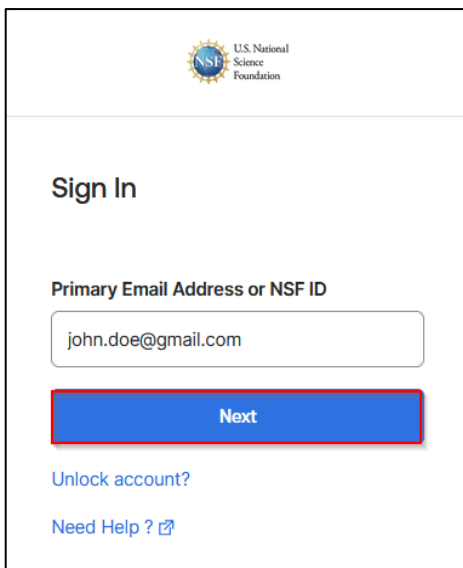 NSF
U.S. National
Science
Foundation
Sign In
Primary Email Address or NSF ID
john.doe@gmail.com
Next
Unlock account?
Need Help ?